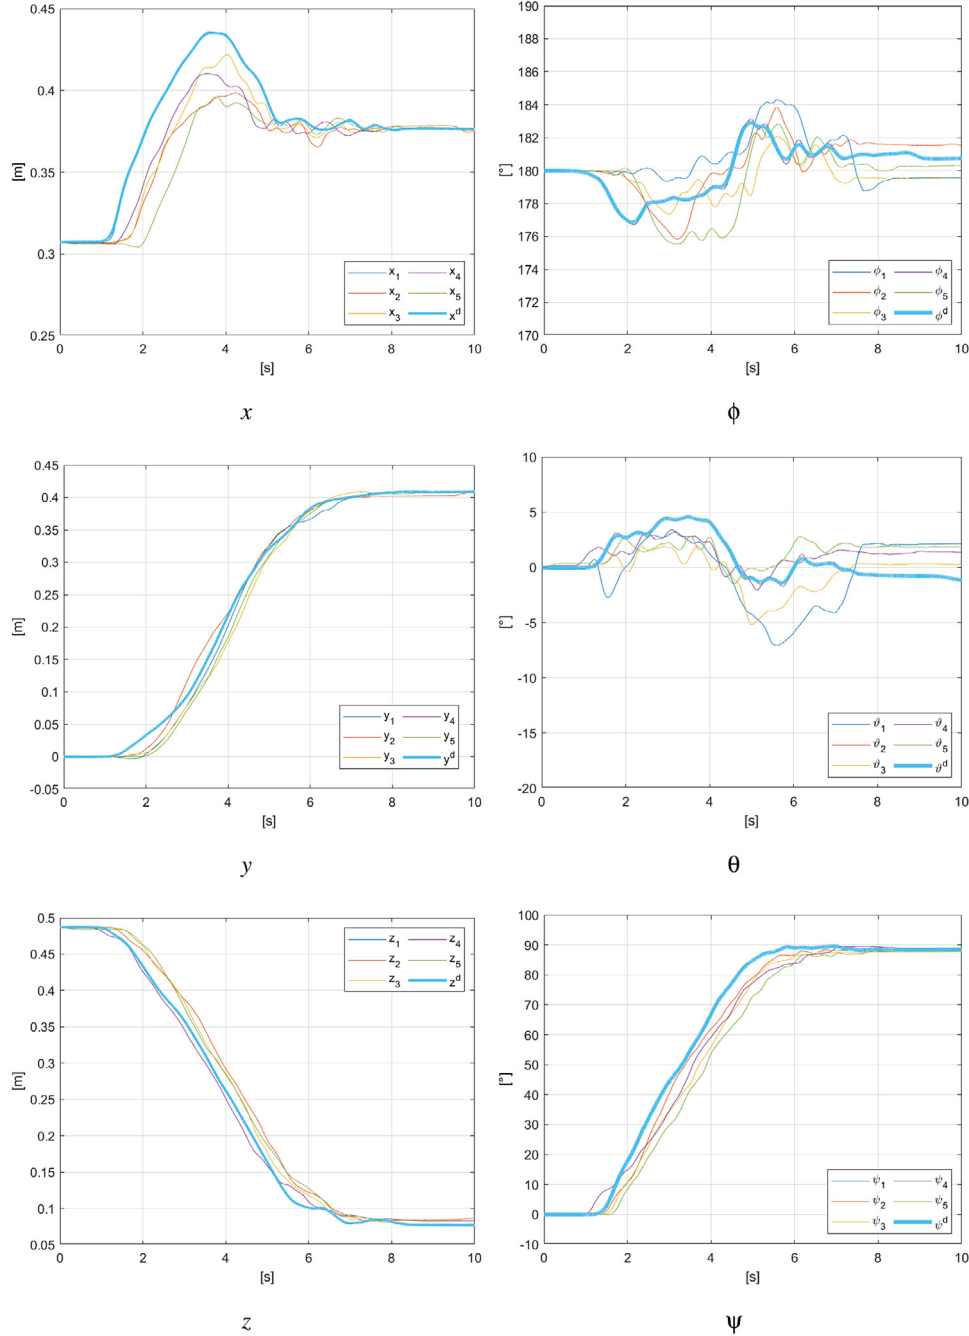 0.45
0.4
0.35
0.3
0.25
[m]
0 2 4 6 8 10
[s]
x₁ x₄
x₂ x₅
x₃ xᵈ
x
190
188
186
184
182
180
178
176
174
172
170
[°]
0 2 4 6 8 10
[s]
ϕ₁ ϕ₄
ϕ₂ ϕ₅
ϕ₃ ϕᵈ
ϕ
0.45
0.4
0.35
0.3
0.25
0.2
0.15
0.1
0.05
0
-0.05
[m]
0 2 4 6 8 10
[s]
y₁ y₄
y₂ y₅
y₃ yᵈ
y
10
5
0
-5
-10
-15
-20
[°]
0 2 4 6 8 10
[s]
ϑ₁ ϑ₄
ϑ₂ ϑ₅
ϑ₃ ϑᵈ
θ
0.5
0.45
0.4
0.35
0.3
0.25
0.2
0.15
0.1
0.05
[m]
0 2 4 6 8 10
[s]
z₁ z₄
z₂ z₅
z₃ zᵈ
z
100
90
80
70
60
50
40
30
20
10
0
-10
[°]
0 2 4 6 8 10
[s]
ψ₁ ψ₄
ψ₂ ψ₅
ψ₃ ψᵈ
ψ